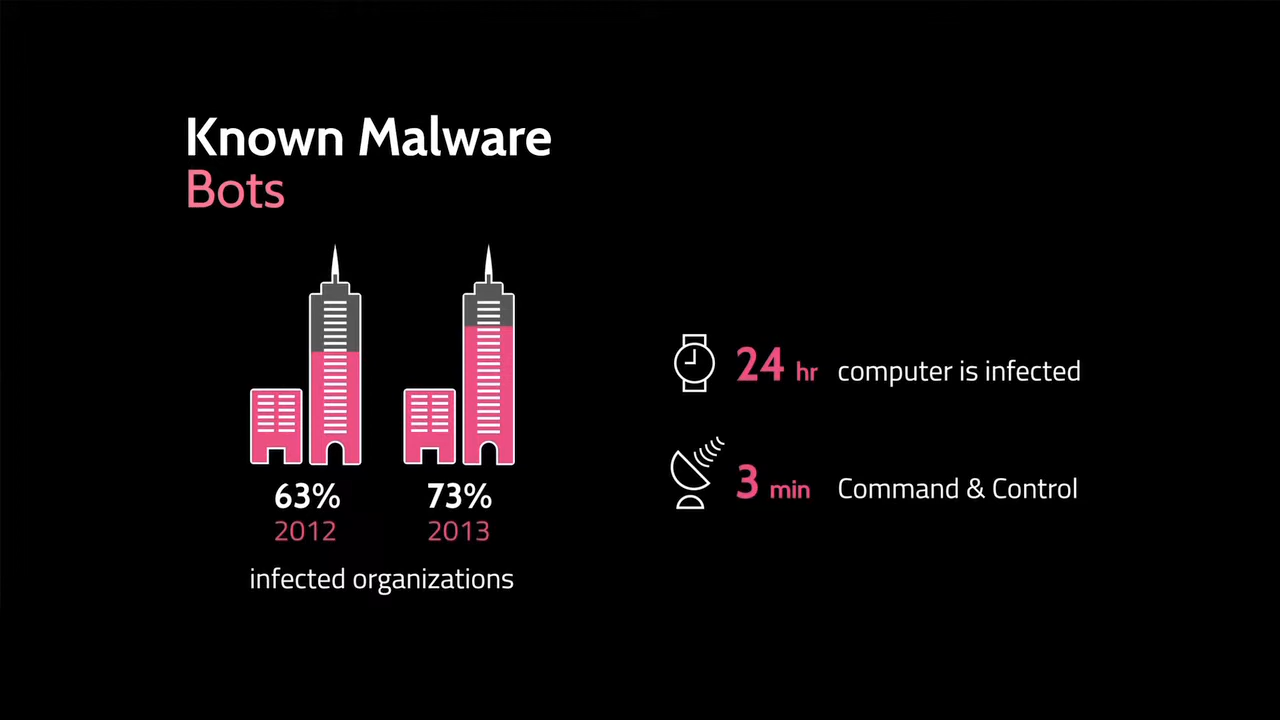 Known Malware
Bots
63%
2012
73%
2013
infected organizations
24 hr computer is infected
3 min Command & Control